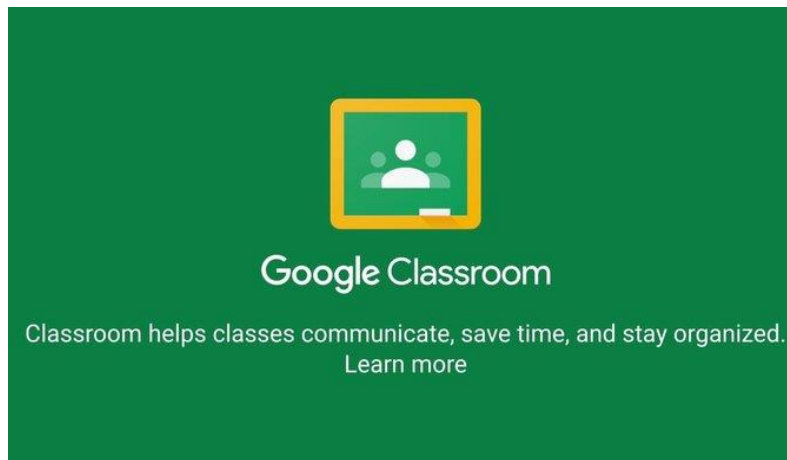 Google Classroom
Classroom helps classes communicate, save time, and stay organized.
Learn more